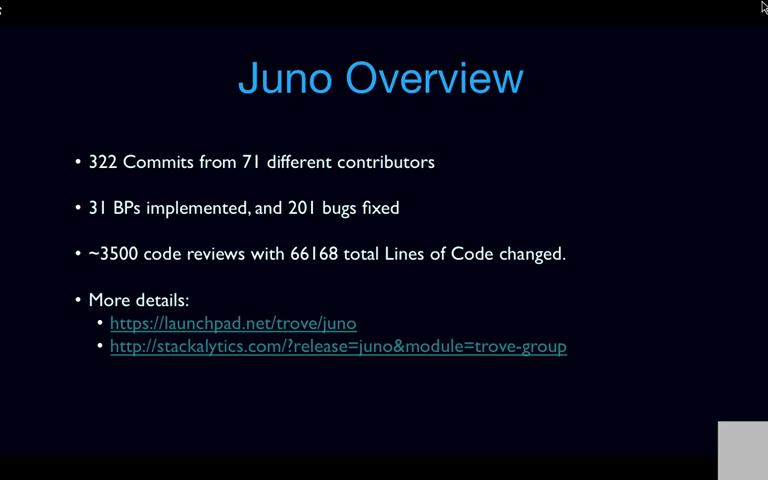 Juno Overview
• 322 Commits from 71 different contributors
• 31 BPs implemented, and 201 bugs fixed
• ~3500 code reviews with 66168 total Lines of Code changed.
• More details:
• https://launchpad.net/trove/juno
• http://stackalytics.com/?release=juno&module=trove-group